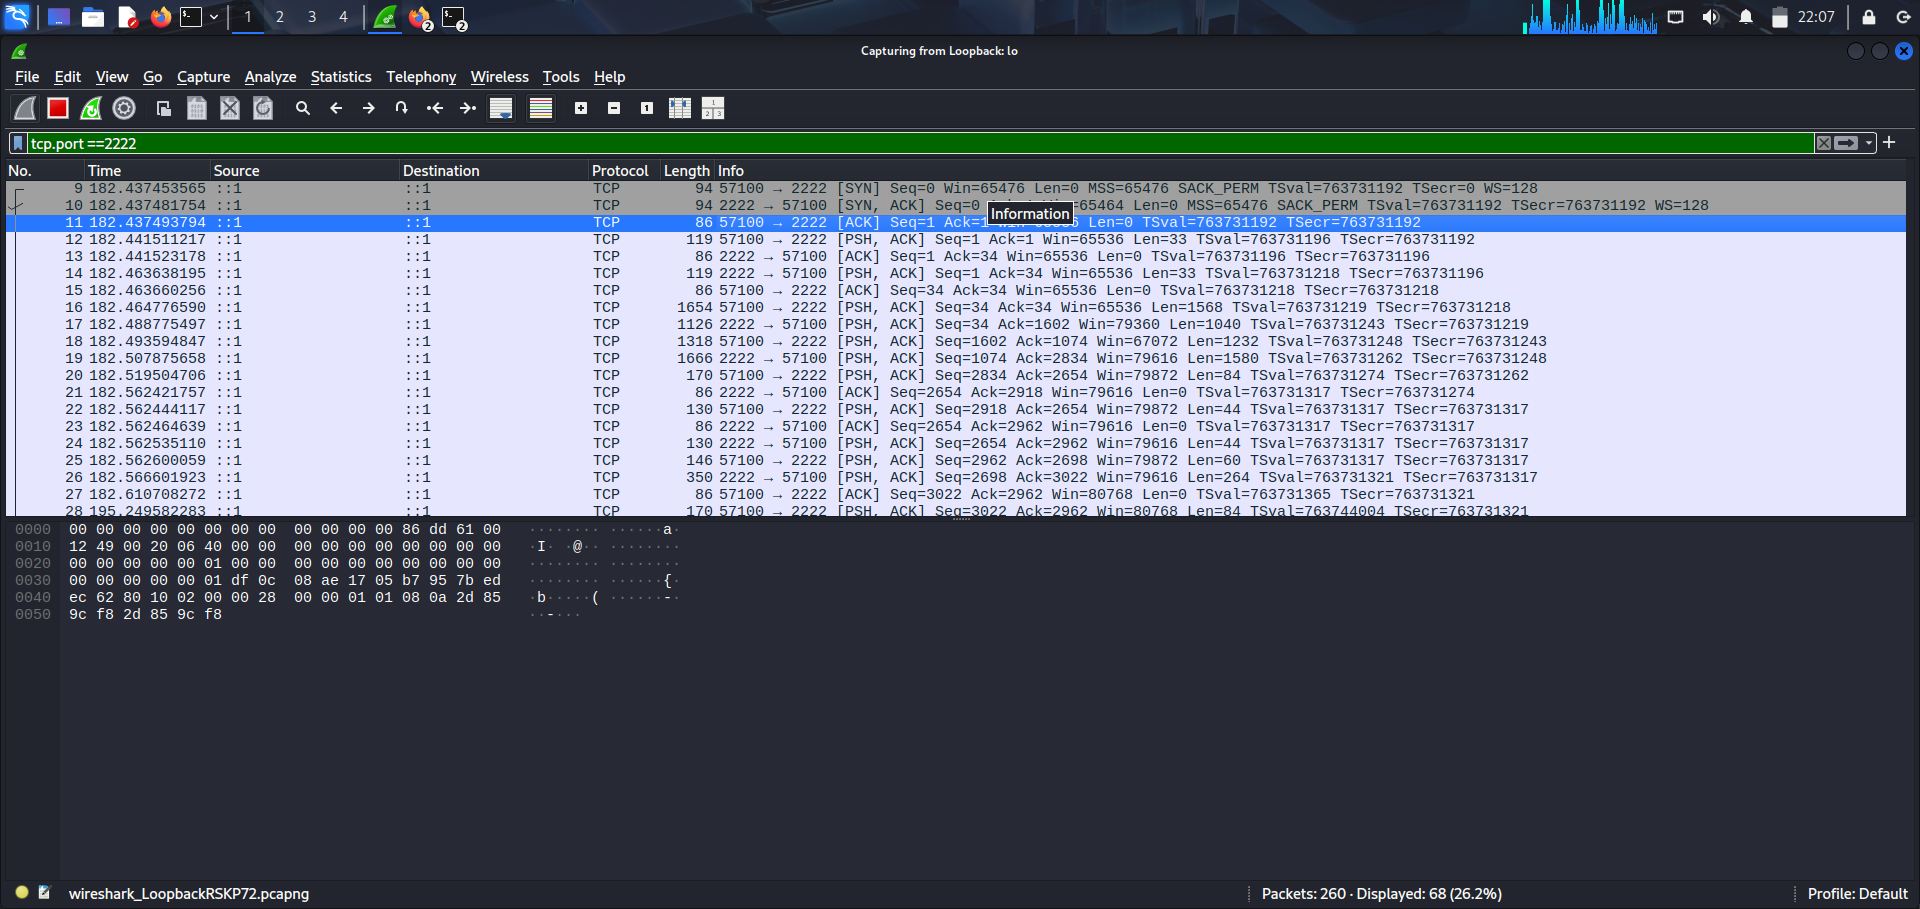 1 2 3 4 2 2 22:07
Capturing from Loopback: lo
File Edit View Go Capture Analyze Statistics Telephony Wireless Tools Help
tcp.port ==2222
No. Time Source Destination Protocol Length Info
9 182.437453565 ::1 ::1 TCP 94 57100 → 2222 [SYN] Seq=0 Win=65476 Len=0 MSS=65476 SACK_PERM TSval=763731192 TSecr=0 WS=128
10 182.437481754 ::1 ::1 TCP 94 2222 → 57100 [SYN, ACK] Seq=0 =65464 Len=0 MSS=65476 SACK_PERM TSval=763731192 TSecr=763731192 WS=128
Information
11 182.437493794 ::1 ::1 TCP 86 57100 → 2222 [ACK] Seq=1 Ack=1 Len=0 TSval=763731192 TSecr=763731192
12 182.441511217 ::1 ::1 TCP 119 57100 → 2222 [PSH, ACK] Seq=1 Ack=1 Win=65536 Len=33 TSval=763731196 TSecr=763731192
13 182.441523178 ::1 ::1 TCP 86 2222 → 57100 [ACK] Seq=1 Ack=34 Win=65536 Len=0 TSval=763731196 TSecr=763731196
14 182.463638195 ::1 ::1 TCP 119 2222 → 57100 [PSH, ACK] Seq=1 Ack=34 Win=65536 Len=33 TSval=763731218 TSecr=763731196
15 182.463660256 ::1 ::1 TCP 86 57100 → 2222 [ACK] Seq=34 Ack=34 Win=65536 Len=0 TSval=763731218 TSecr=763731218
16 182.464776590 ::1 ::1 TCP 1654 57100 → 2222 [PSH, ACK] Seq=34 Ack=34 Win=65536 Len=1568 TSval=763731219 TSecr=763731218
17 182.488775497 ::1 ::1 TCP 1126 2222 → 57100 [PSH, ACK] Seq=34 Ack=1602 Win=79360 Len=1040 TSval=763731243 TSecr=763731219
18 182.493594847 ::1 ::1 TCP 1318 57100 → 2222 [PSH, ACK] Seq=1602 Ack=1074 Win=67072 Len=1232 TSval=763731248 TSecr=763731243
19 182.507875658 ::1 ::1 TCP 1666 2222 → 57100 [PSH, ACK] Seq=1074 Ack=2834 Win=79616 Len=1580 TSval=763731262 TSecr=763731248
20 182.519504706 ::1 ::1 TCP 170 57100 → 2222 [PSH, ACK] Seq=2834 Ack=2654 Win=79872 Len=84 TSval=763731274 TSecr=763731262
21 182.562421757 ::1 ::1 TCP 86 2222 → 57100 [ACK] Seq=2654 Ack=2918 Win=79616 Len=0 TSval=763731317 TSecr=763731274
22 182.562444117 ::1 ::1 TCP 130 57100 → 2222 [PSH, ACK] Seq=2918 Ack=2654 Win=79872 Len=44 TSval=763731317 TSecr=763731317
23 182.562464639 ::1 ::1 TCP 86 2222 → 57100 [ACK] Seq=2654 Ack=2962 Win=79616 Len=0 TSval=763731317 TSecr=763731317
24 182.562535110 ::1 ::1 TCP 130 2222 → 57100 [PSH, ACK] Seq=2654 Ack=2962 Win=79616 Len=44 TSval=763731317 TSecr=763731317
25 182.562600059 ::1 ::1 TCP 146 57100 → 2222 [PSH, ACK] Seq=2962 Ack=2698 Win=79872 Len=60 TSval=763731317 TSecr=763731317
26 182.566601923 ::1 ::1 TCP 350 2222 → 57100 [PSH, ACK] Seq=2698 Ack=3022 Win=79616 Len=264 TSval=763731321 TSecr=763731317
27 182.610708272 ::1 ::1 TCP 86 57100 → 2222 [ACK] Seq=3022 Ack=2962 Win=80768 Len=0 TSval=763731365 TSecr=763731321
28 195.249582283 ::1 ::1 TCP 170 57100 → 2222 [PSH, ACK] Seq=3022 Ack=2962 Win=80768 Len=84 TSval=763744004 TSecr=763731321
0000 00 00 00 00 00 00 00 00 00 00 00 00 86 dd 61 00 ········ ······a·
0010 12 49 00 20 06 40 00 00 00 00 00 00 00 00 00 00 ·I· ·@·· ········
0020 00 00 00 00 00 01 00 00 00 00 00 00 00 00 00 00 ········ ········
0030 00 00 00 00 00 01 df 0c 08 ae 17 05 b7 95 7b ed ········ ······{·
0040 ec 62 80 10 02 00 00 28 00 00 01 01 08 0a 2d 85 ·b·····( ······-·
0050 9c f8 2d 85 9c f8 ··-···
wireshark_LoopbackRSKP72.pcapng Packets: 260 · Displayed: 68 (26.2%) Profile: Default